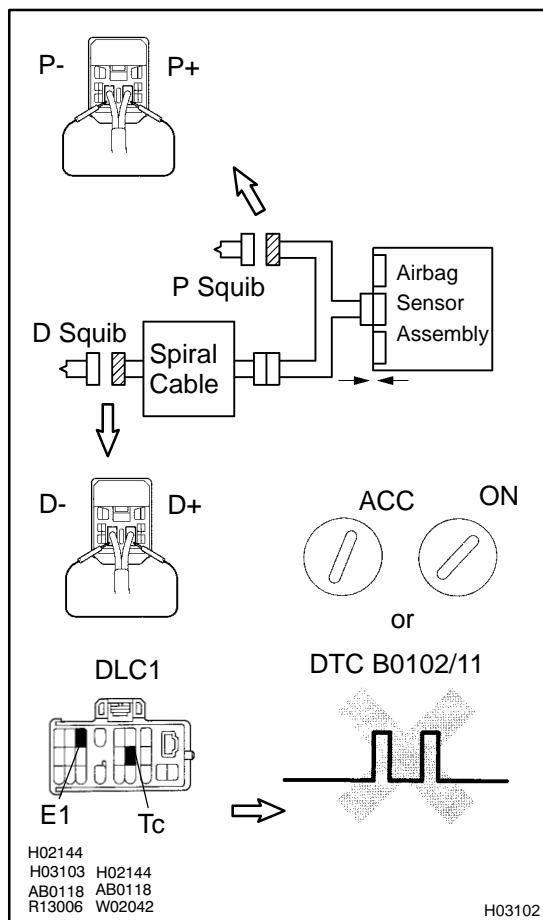 P- P+
P Squib
Airbag
Sensor
Assembly
D Squib
Spiral
Cable
D- D+
ACC ON
or
DLC1
DTC B0102/11
E1 Tc
H02144
H03103 H02144
AB0118 AB0118
R13006 W02042
H03102